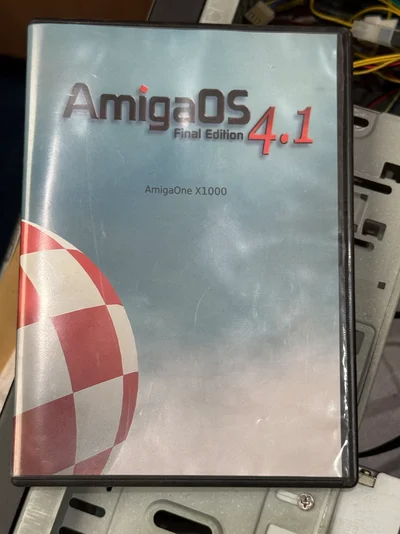 AmigaOS 4.1
Final Edition
AmigaOne X1000